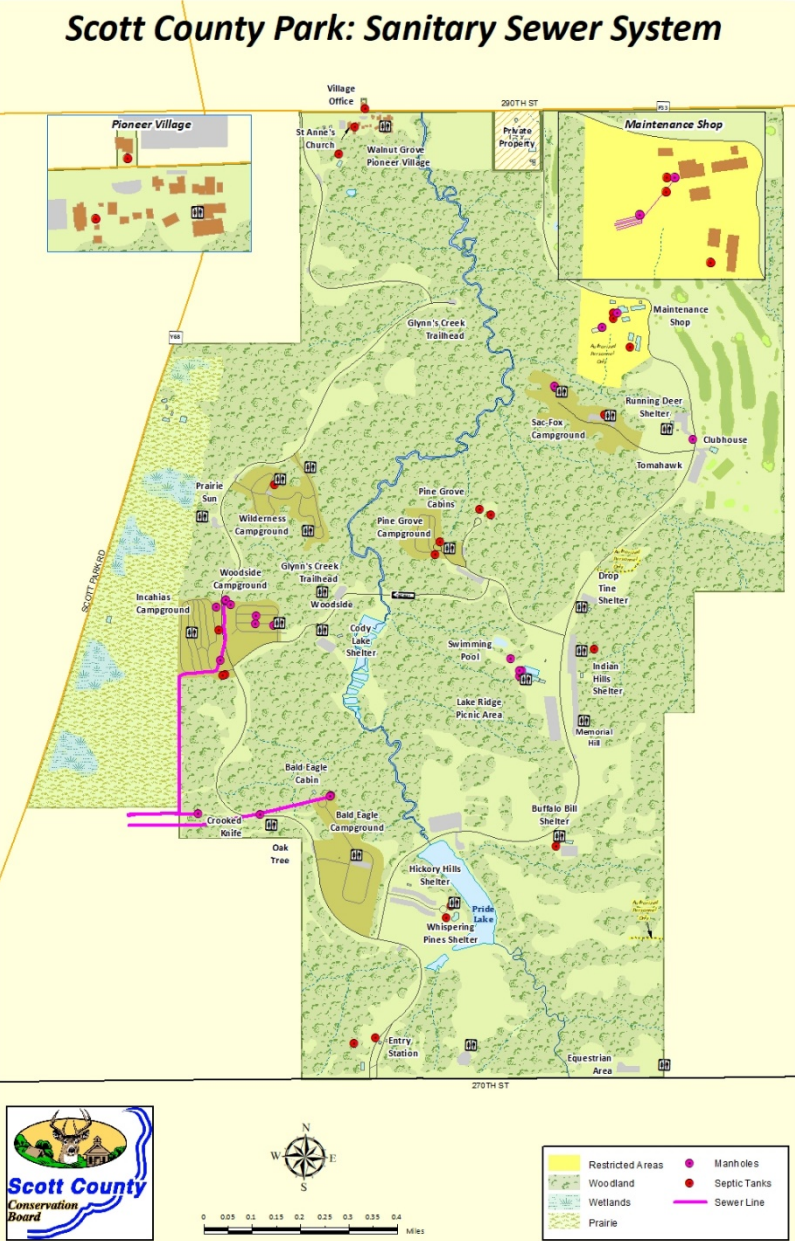 Scott County Park: Sanitary Sewer System
Village
Office
290TH ST
F53
Pioneer Village
St Anne's
Church
Walnut Grove
Pioneer Village
Private
Property
Maintenance Shop
Glynn's Creek
Trailhead
Maintenance
Shop
Authorized
Personnel
Only
Y68
Running Deer
Shelter
Sac-Fox
Campground
Clubhouse
Tomahawk
Prairie
Sun
Wilderness
Campground
Pine Grove
Cabins
Pine Grove
Campground
SCOTT PARK RD
Woodside
Campground
Glynn's Creek
Trailhead
Incahias
Campground
Woodside
Drop
Tine
Shelter
Cody
Lake
Shelter
Swimming
Pool
Indian
Hills
Shelter
Lake Ridge
Picnic Area
Memorial
Hill
Bald Eagle
Cabin
Crooked
Knife
Bald Eagle
Campground
Buffalo Bill
Shelter
Oak
Tree
Hickory Hills
Shelter
Pride
Lake
Whispering
Pines Shelter
Entry
Station
Equestrian
Area
270TH ST
Scott County
Conservation
Board
N
W E
S
0 0.05 0.1 0.15 0.2 0.25 0.3 0.35 0.4
Miles
Restricted Areas
Woodland
Wetlands
Prairie
Manholes
Septic Tanks
Sewer Line